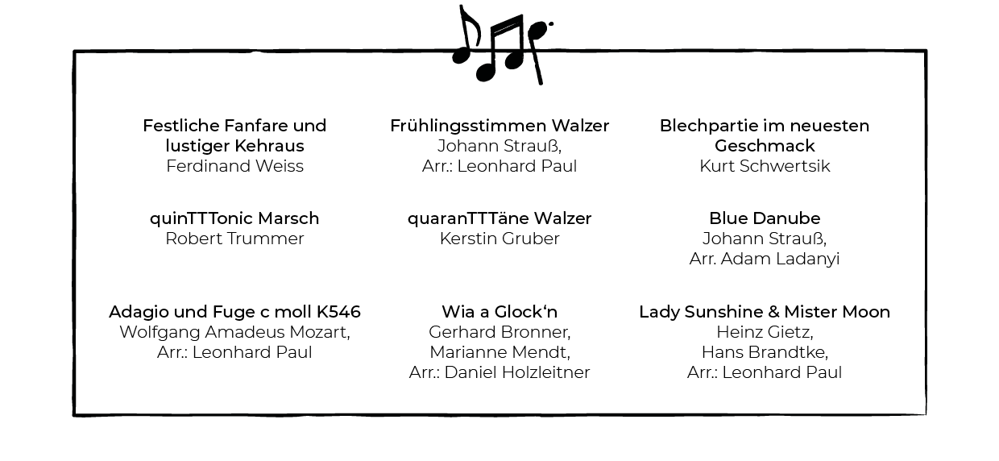 Festliche Fanfare und
lustiger Kehraus
Ferdinand Weiss
Frühlingsstimmen Walzer
Johann Strauß,
Arr.: Leonhard Paul
Blechpartie im neuesten
Geschmack
Kurt Schwertsik
quinTTTonic Marsch
Robert Trummer
quaranTTTäne Walzer
Kerstin Gruber
Blue Danube
Johann Strauß,
Arr. Adam Ladanyi
Adagio und Fuge c moll K546
Wolfgang Amadeus Mozart,
Arr.: Leonhard Paul
Wia a Glock‘n
Gerhard Bronner,
Marianne Mendt,
Arr.: Daniel Holzleitner
Lady Sunshine & Mister Moon
Heinz Gietz,
Hans Brandtke,
Arr.: Leonhard Paul